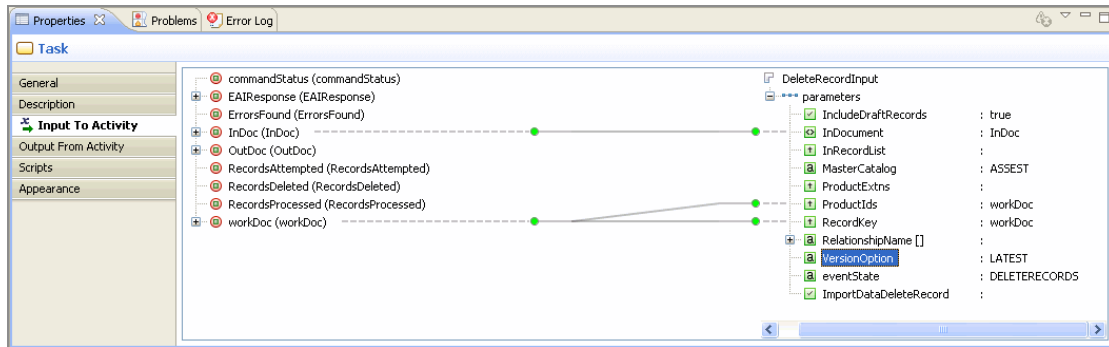 Properties Problems Error Log
Task
General
Description
Input To Activity
Output From Activity
Scripts
Appearance
commandStatus (commandStatus)
EAIResponse (EAIResponse)
ErrorsFound (ErrorsFound)
InDoc (InDoc)
OutDoc (OutDoc)
RecordsAttempted (RecordsAttempted)
RecordsDeleted (RecordsDeleted)
RecordsProcessed (RecordsProcessed)
workDoc (workDoc)
DeleteRecordInput
parameters
IncludeDraftRecords : true
InDocument : InDoc
InRecordList :
MasterCatalog : ASSEST
ProductExtns :
ProductIds : workDoc
RecordKey : workDoc
RelationshipName [] :
VersionOption : LATEST
eventState : DELETERECORDS
ImportDataDeleteRecord :